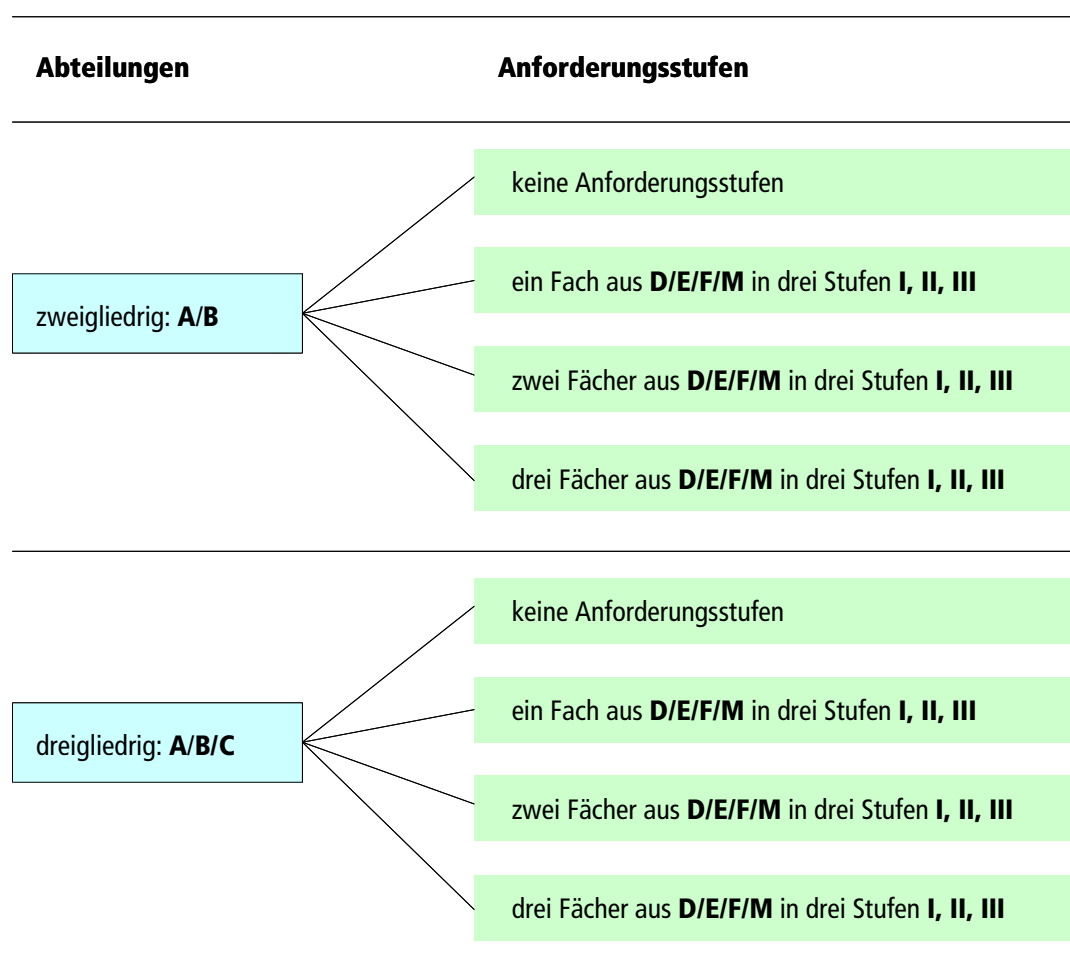 Abteilungen Anforderungsstufen
keine Anforderungsstufen
ein Fach aus D/E/F/M in drei Stufen I, II, III
zweigliedrig: A/B
zwei Fächer aus D/E/F/M in drei Stufen I, II, III
drei Fächer aus D/E/F/M in drei Stufen I, II, III
keine Anforderungsstufen
ein Fach aus D/E/F/M in drei Stufen I, II, III
dreigliedrig: A/B/C
zwei Fächer aus D/E/F/M in drei Stufen I, II, III
drei Fächer aus D/E/F/M in drei Stufen I, II, III